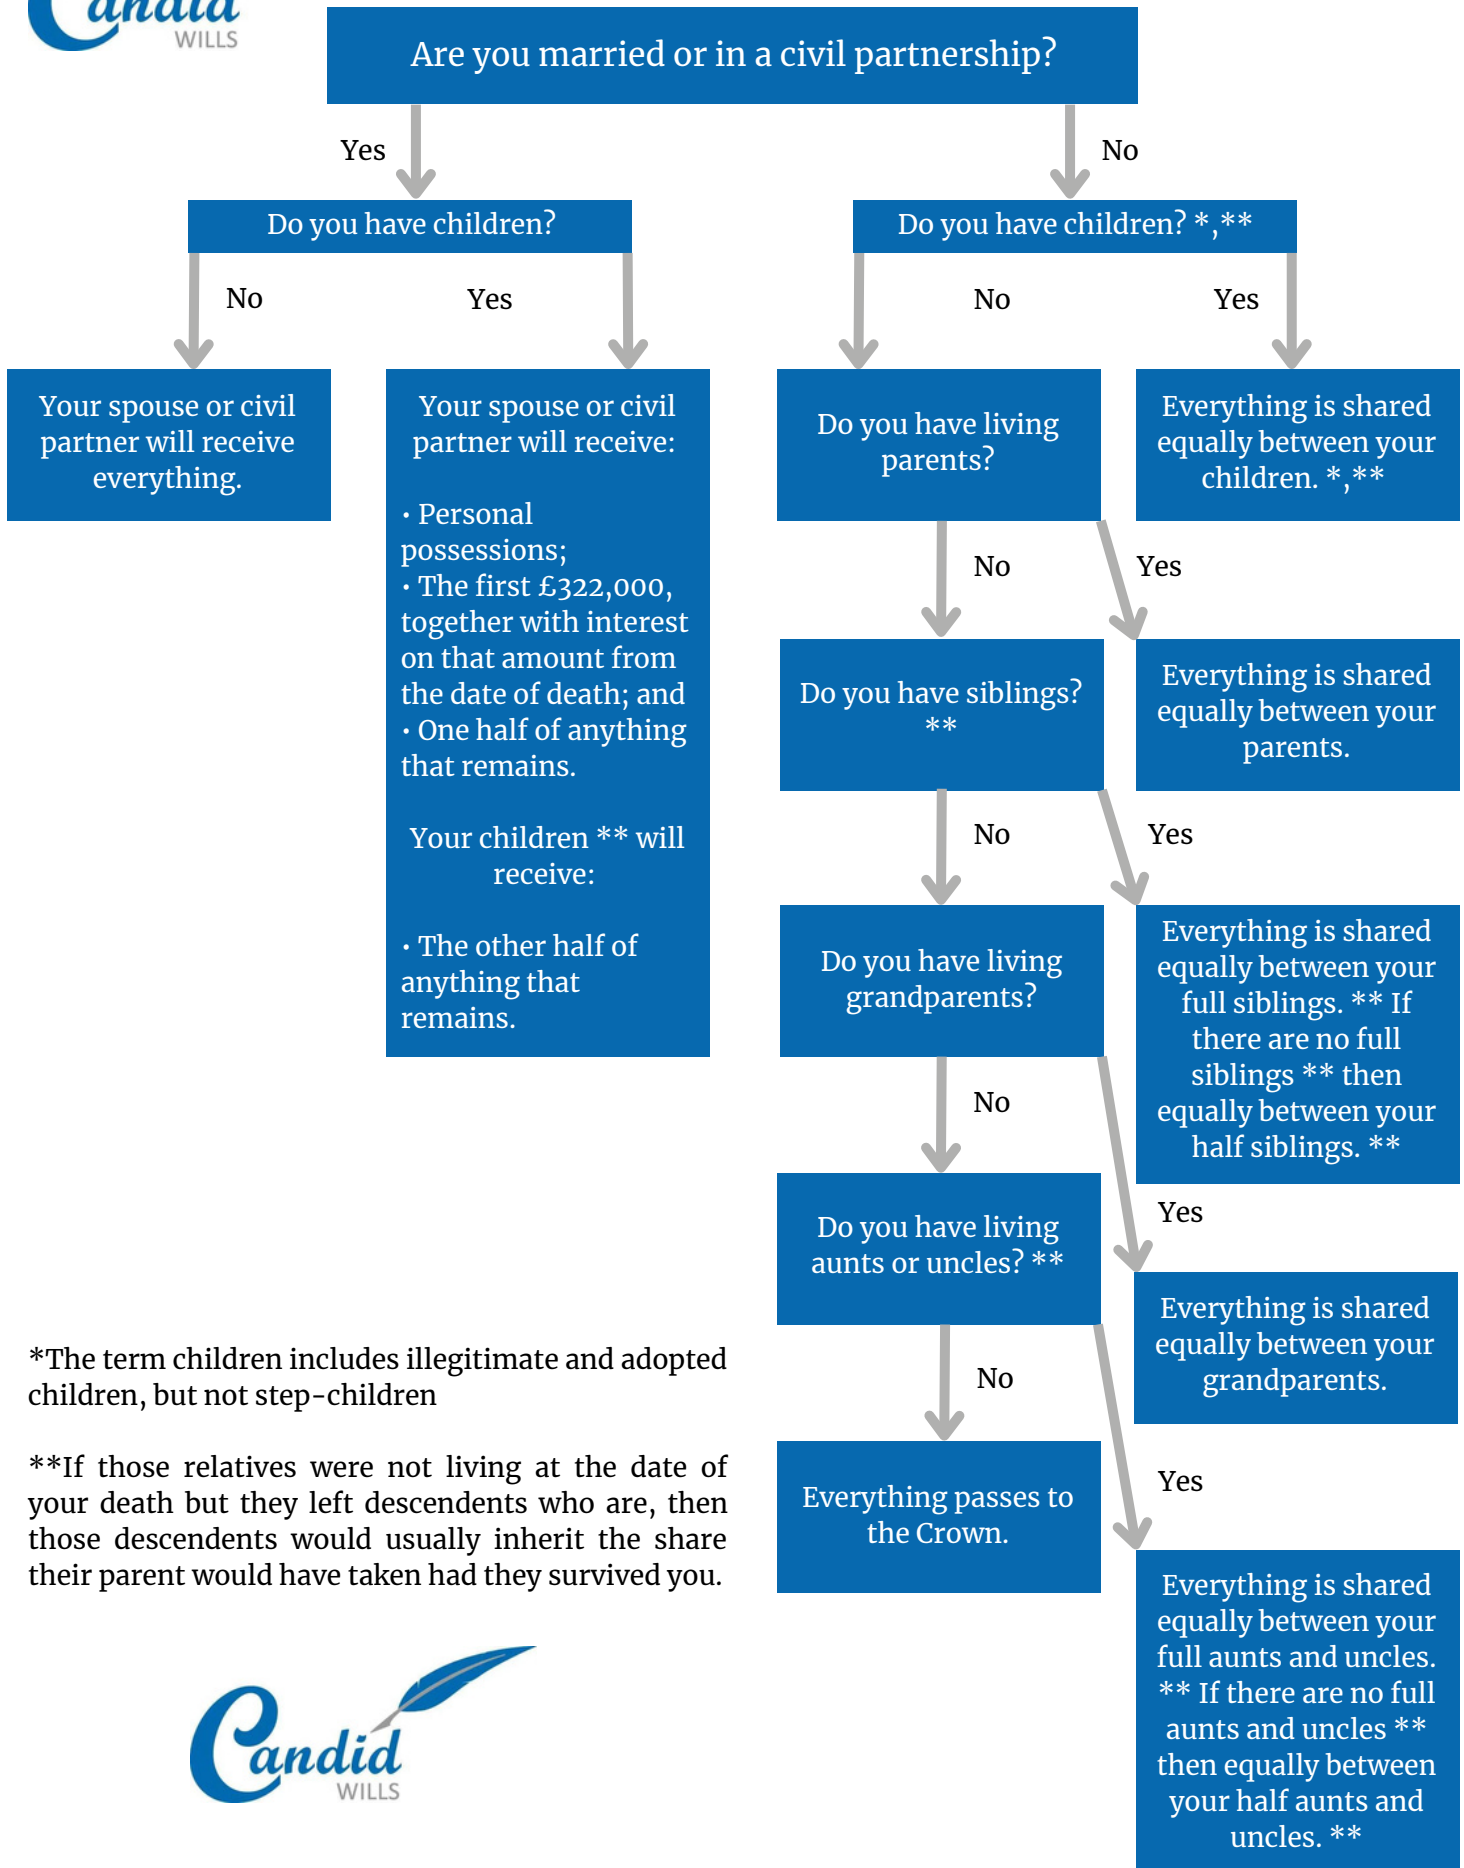 Candid
WILLS
Are you married or in a civil partnership?
Yes
No
Do you have children?
Do you have children? *,**
No
Yes
No
Yes
Your spouse or civil
partner will receive
everything.
Your spouse or civil
partner will receive:
· Personal
possessions;
· The first £322,000,
together with interest
on that amount from
the date of death; and
· One half of anything
that remains.
Your children ** will
receive:
· The other half of
anything that
remains.
Do you have living
parents?
Everything is shared
equally between your
children. *,**
No
Yes
Do you have siblings?
**
Everything is shared
equally between your
parents.
No
Yes
Do you have living
grandparents?
Everything is shared
equally between your
full siblings. ** If
there are no full
siblings ** then
equally between your
half siblings. **
No
Yes
Do you have living
aunts or uncles? **
Everything is shared
equally between your
grandparents.
No
Yes
Everything passes to
the Crown.
Everything is shared
equally between your
full aunts and uncles.
** If there are no full
aunts and uncles **
then equally between
your half aunts and
uncles. **
*The term children includes illegitimate and adopted
children, but not step-children
**If those relatives were not living at the date of
your death but they left descendents who are, then
those descendents would usually inherit the share
their parent would have taken had they survived you.
Candid
WILLS